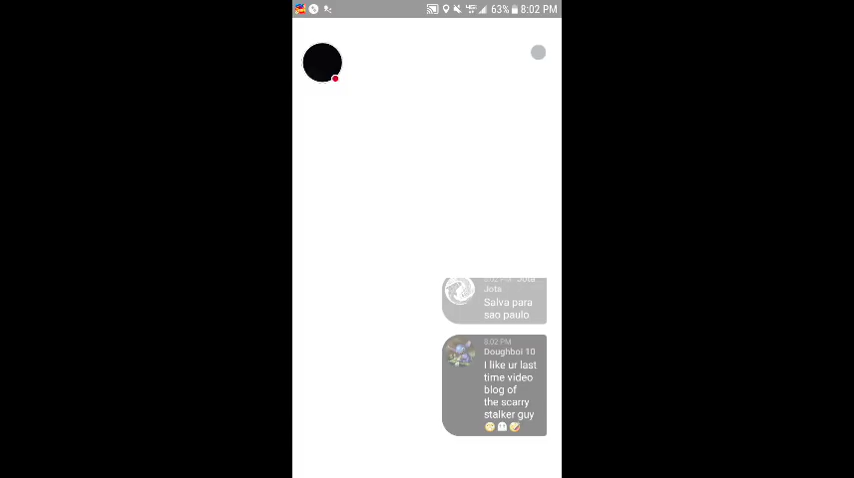 63% 8:02 PM
Jota
Jota
Salva para
sao paulo
8:02 PM
Doughboi 10
I like ur last
time video
blog of
the scarry
stalker guy